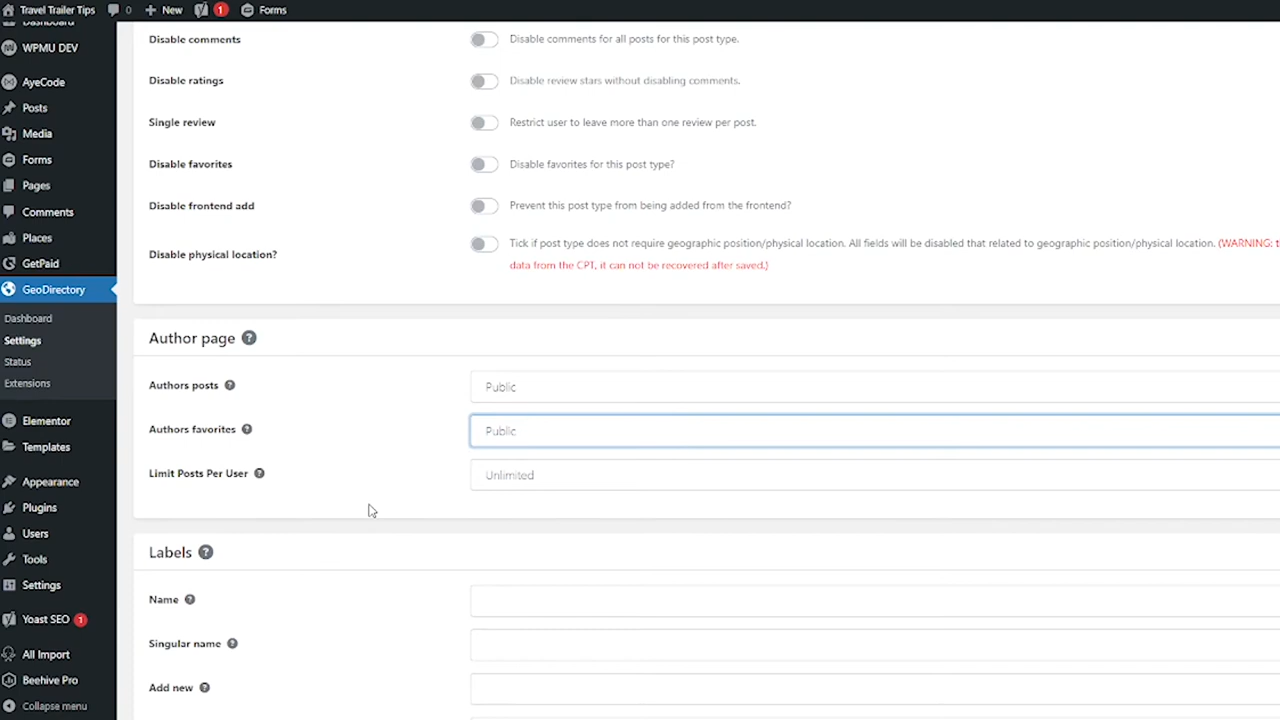 Travel Trailer Tips 0 New 1 Forms
Dashboard
WPMU DEV
AyeCode
Posts
Media
Forms
Pages
Comments
Places
GetPaid
GeoDirectory
Dashboard
Settings
Status
Extensions
Elementor
Templates
Appearance
Plugins
Users
Tools
Settings
Yoast SEO 1
All Import
Beehive Pro
Collapse menu
Disable comments Disable comments for all posts for this post type.
Disable ratings Disable review stars without disabling comments.
Single review Restrict user to leave more than one review per post.
Disable favorites Disable favorites for this post type?
Disable frontend add Prevent this post type from being added from the frontend?
Disable physical location? Tick if post type does not require geographic position/physical location. All fields will be disabled that related to geographic position/physical location. (WARNING: t
data from the CPT, it can not be recovered after saved.)
Author page ?
Authors posts ? Public
Authors favorites ? Public
Limit Posts Per User ? Unlimited
Labels ?
Name ?
Singular name ?
Add new ?